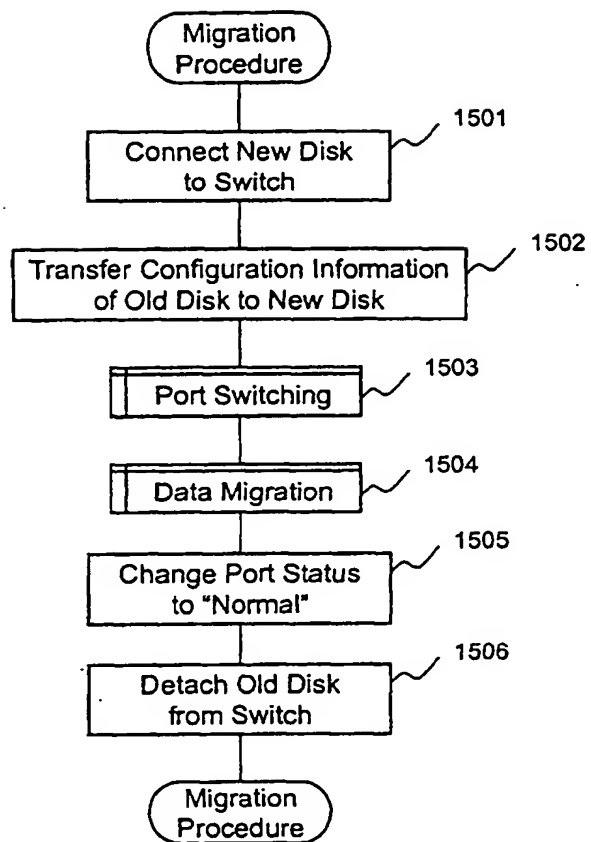 Migration
Procedure
1501
Connect New Disk
to Switch
1502
Transfer Configuration Information
of Old Disk to New Disk
1503
Port Switching
1504
Data Migration
1505
Change Port Status
to "Normal"
1506
Detach Old Disk
from Switch
Migration
Procedure